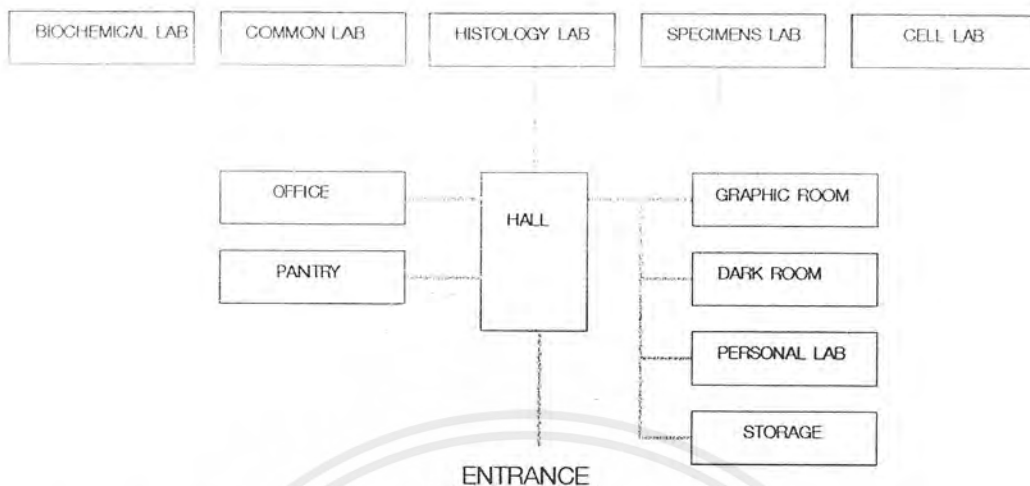 BIOCHEMICAL LAB
COMMON LAB
HISTOLOGY LAB
SPECIMENS LAB
CELL LAB
OFFICE
HALL
GRAPHIC ROOM
PANTRY
DARK ROOM
PERSONAL LAB
STORAGE
ENTRANCE